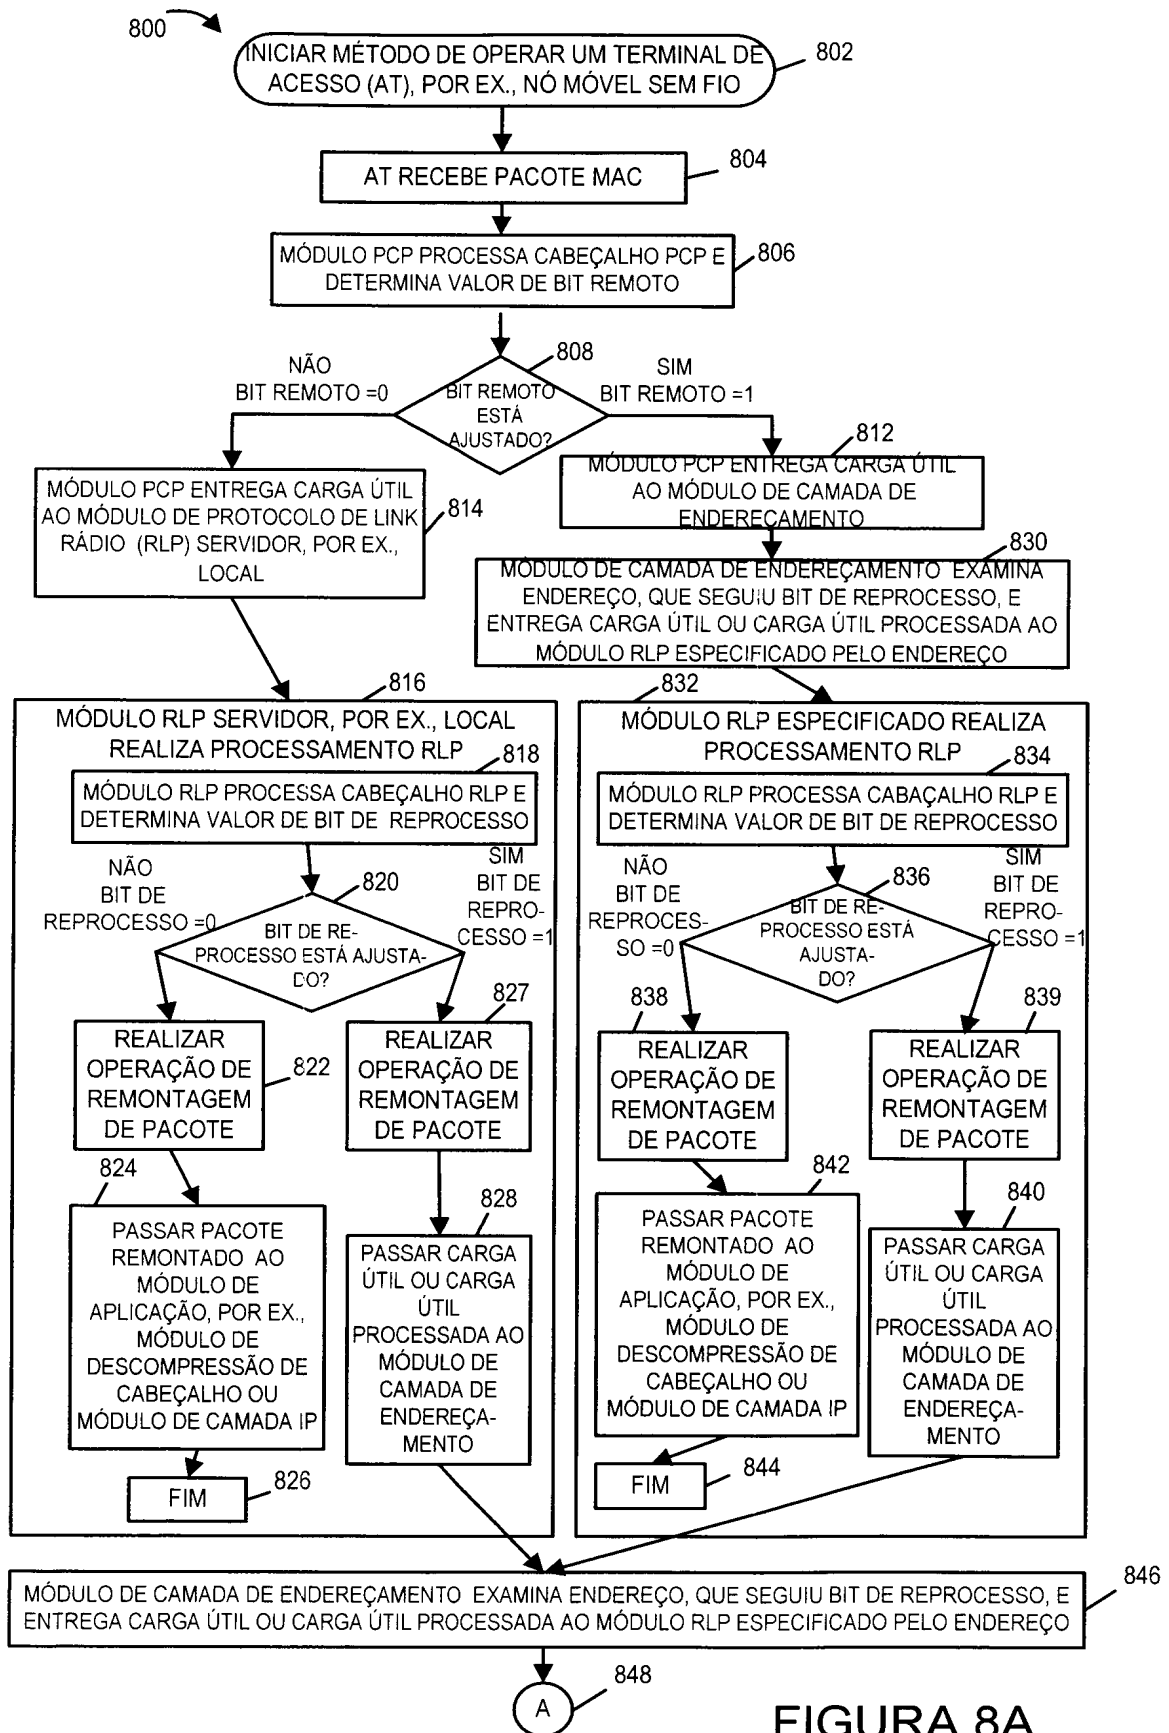 800
INICIAR MÉTODO DE OPERAR UM TERMINAL DE
ACESSO (AT), POR EX., NÓ MÓVEL SEM FIO
802
AT RECEBE PACOTE MAC
804
MÓDULO PCP PROCESSA CABEÇALHO PCP E
DETERMINA VALOR DE BIT REMOTO
806
808
NÃO
BIT REMOTO =0
BIT REMOTO
ESTÁ
AJUSTADO?
SIM
BIT REMOTO =1
812
MÓDULO PCP ENTREGA CARGA ÚTIL
AO MÓDULO DE CAMADA DE
ENDEREÇAMENTO
MÓDULO PCP ENTREGA CARGA ÚTIL
AO MÓDULO DE PROTOCOLO DE LINK
RÁDIO (RLP) SERVIDOR, POR EX.,
LOCAL
814
830
MÓDULO DE CAMADA DE ENDEREÇAMENTO EXAMINA
ENDEREÇO, QUE SEGUIU BIT DE REPROCESSO, E
ENTREGA CARGA ÚTIL OU CARGA ÚTIL PROCESSADA AO
MÓDULO RLP ESPECIFICADO PELO ENDEREÇO
816
MÓDULO RLP SERVIDOR, POR EX., LOCAL
REALIZA PROCESSAMENTO RLP
818
MÓDULO RLP PROCESSA CABEÇALHO RLP E
DETERMINA VALOR DE BIT DE REPROCESSO
NÃO
BIT DE
REPROCESSO =0
820
BIT DE RE-
PROCESSO ESTÁ AJUSTA-
DO?
SIM
BIT DE
REPRO-
CESSO =1
REALIZAR
OPERAÇÃO DE
REMONTAGEM
DE PACOTE
822
827
REALIZAR
OPERAÇÃO DE
REMONTAGEM
DE PACOTE
824
PASSAR PACOTE
REMONTADO AO
MÓDULO DE
APLICAÇÃO, POR EX.,
MÓDULO DE
DESCOMPRESSÃO DE
CABEÇALHO OU
MÓDULO DE CAMADA IP
828
PASSAR CARGA
ÚTIL OU CARGA
ÚTIL
PROCESSADA AO
MÓDULO DE
CAMADA DE
ENDEREÇA-
MENTO
FIM
826
832
MÓDULO RLP ESPECIFICADO REALIZA
PROCESSAMENTO RLP
834
MÓDULO RLP PROCESSA CABAÇALHO RLP E
DETERMINA VALOR DE BIT DE REPROCESSO
NÃO
BIT DE
REPROCES-
SO =0
836
BIT DE RE-
PROCESSO ESTÁ
AJUSTA-
DO?
SIM
BIT DE
REPRO-
CESSO =1
838
REALIZAR
OPERAÇÃO DE
REMONTAGEM
DE PACOTE
839
REALIZAR
OPERAÇÃO DE
REMONTAGEM
DE PACOTE
842
PASSAR PACOTE
REMONTADO AO
MÓDULO DE
APLICAÇÃO, POR EX.,
MÓDULO DE
DESCOMPRESSÃO DE
CABEÇALHO OU
MÓDULO DE CAMADA IP
840
PASSAR CARGA
ÚTIL OU CARGA
ÚTIL
PROCESSADA AO
MÓDULO DE
CAMADA DE
ENDEREÇA-
MENTO
FIM
844
MÓDULO DE CAMADA DE ENDEREÇAMENTO EXAMINA ENDEREÇO, QUE SEGUIU BIT DE REPROCESSO, E
ENTREGA CARGA ÚTIL OU CARGA ÚTIL PROCESSADA AO MÓDULO RLP ESPECIFICADO PELO ENDEREÇO
846
A
848
FIGURA 8A